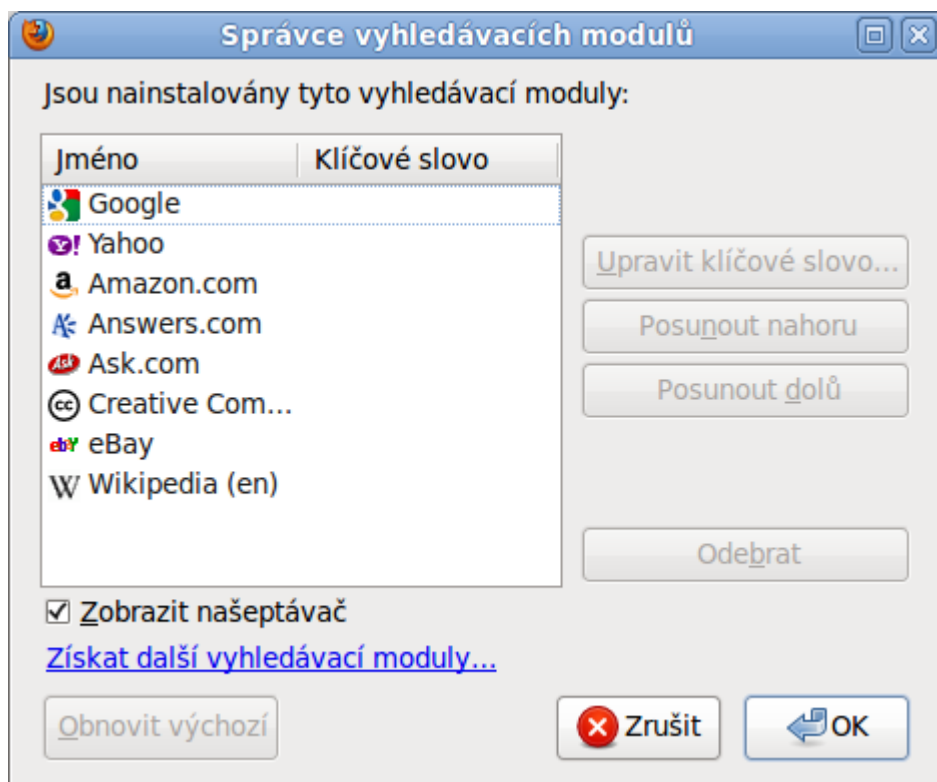 Správce vyhledávacích modulů
Jsou nainstalovány tyto vyhledávací moduly:
Jméno Klíčové slovo
Google
Yahoo
Amazon.com
Answers.com
Ask.com
Creative Com...
eBay
Wikipedia (en)
Upravit klíčové slovo...
Posunout nahoru
Posunout dolů
Odebrat
Zobrazit našeptávač
Získat další vyhledávací moduly...
Obnovit výchozí Zrušit OK